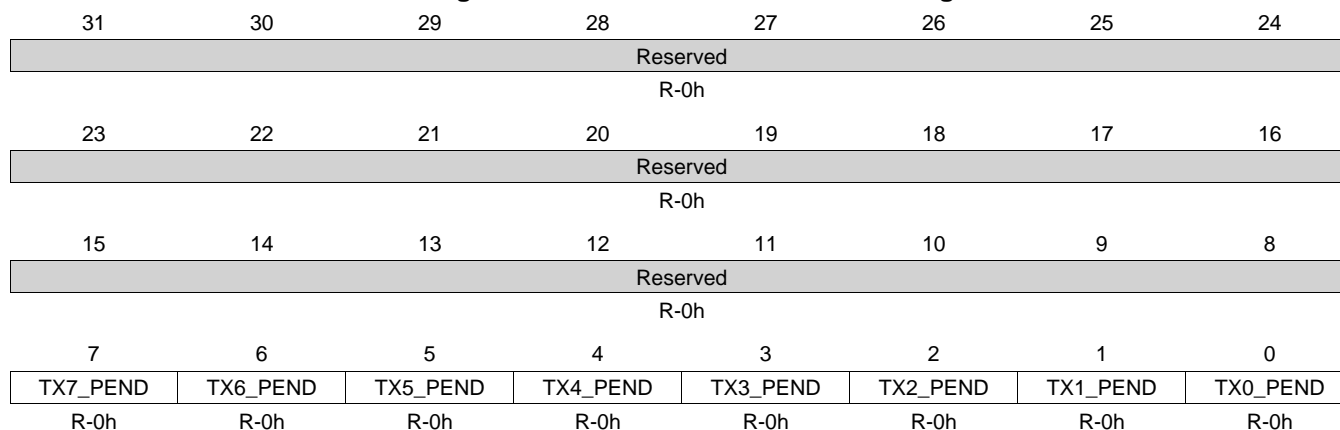 31 30 29 28 27 26 25 24
Reserved
R-0h
23 22 21 20 19 18 17 16
Reserved
R-0h
15 14 13 12 11 10 9 8
Reserved
R-0h
7 6 5 4 3 2 1 0
TX7_PEND TX6_PEND TX5_PEND TX4_PEND TX3_PEND TX2_PEND TX1_PEND TX0_PEND
R-0h R-0h R-0h R-0h R-0h R-0h R-0h R-0h